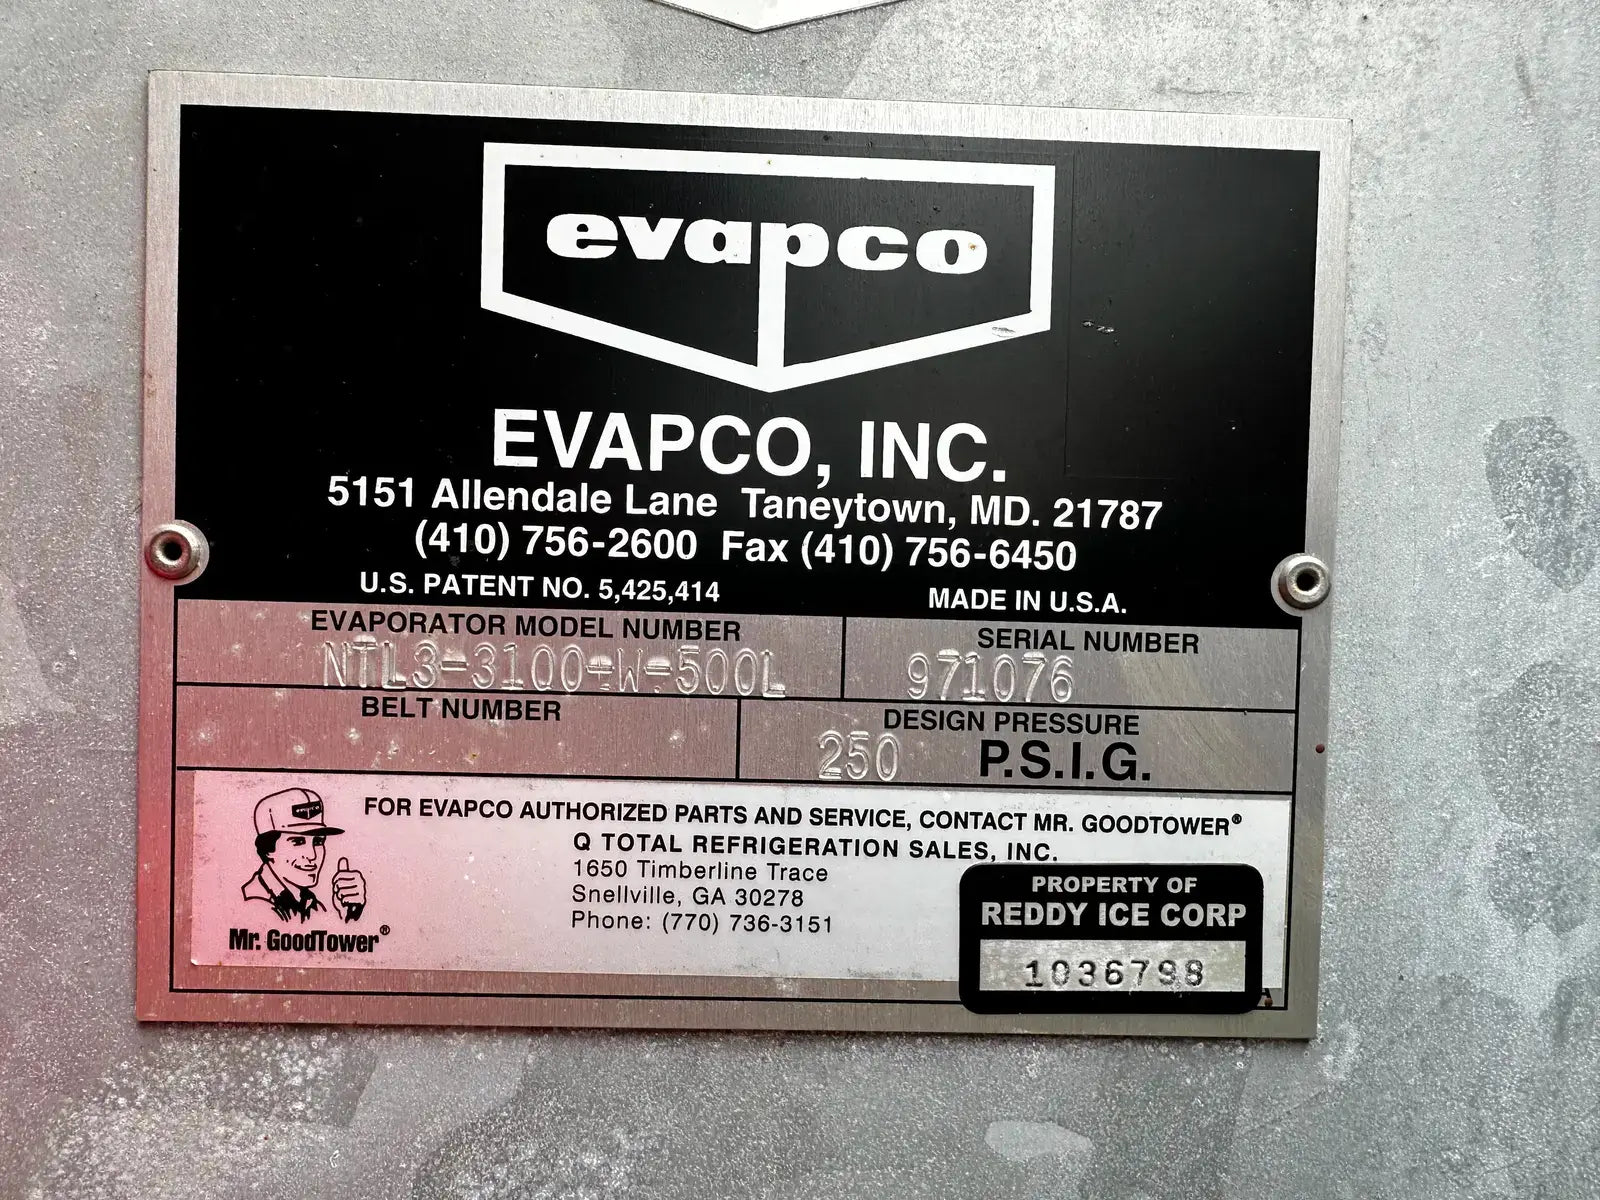 evapco
EVAPCO, INC.
5151 Allendale Lane Taneytown, MD. 21787
(410) 756-2600 Fax (410) 756-6450
U.S. PATENT NO. 5,425,414 MADE IN U.S.A.
EVAPORATOR MODEL NUMBER SERIAL NUMBER
NTL3-3100-W-500L 971076
BELT NUMBER DESIGN PRESSURE
250 P.S.I.G.
FOR EVAPCO AUTHORIZED PARTS AND SERVICE, CONTACT MR. GOODTOWER®
Q TOTAL REFRIGERATION SALES, INC.
1650 Timberline Trace
Snellville, GA 30278
Phone: (770) 736-3151
Mr. GoodTower®
PROPERTY OF
REDDY ICE CORP
1036798